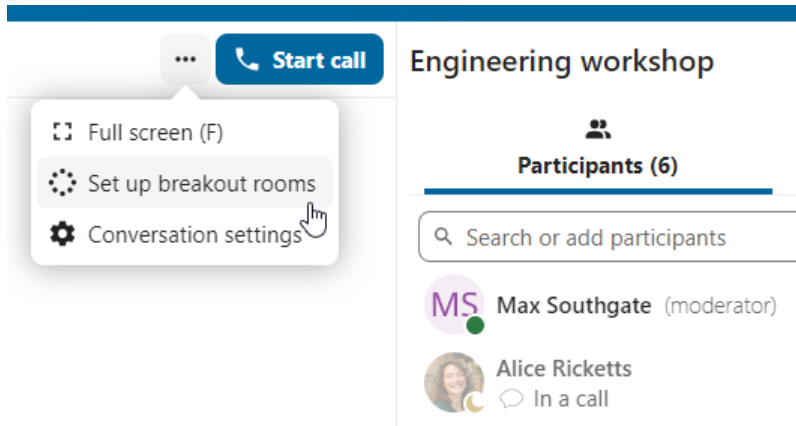 Start call
Full screen (F)
Set up breakout rooms
Conversation settings
Engineering workshop
Participants (6)
Search or add participants
MS Max Southgate (moderator)
Alice Ricketts
In a call